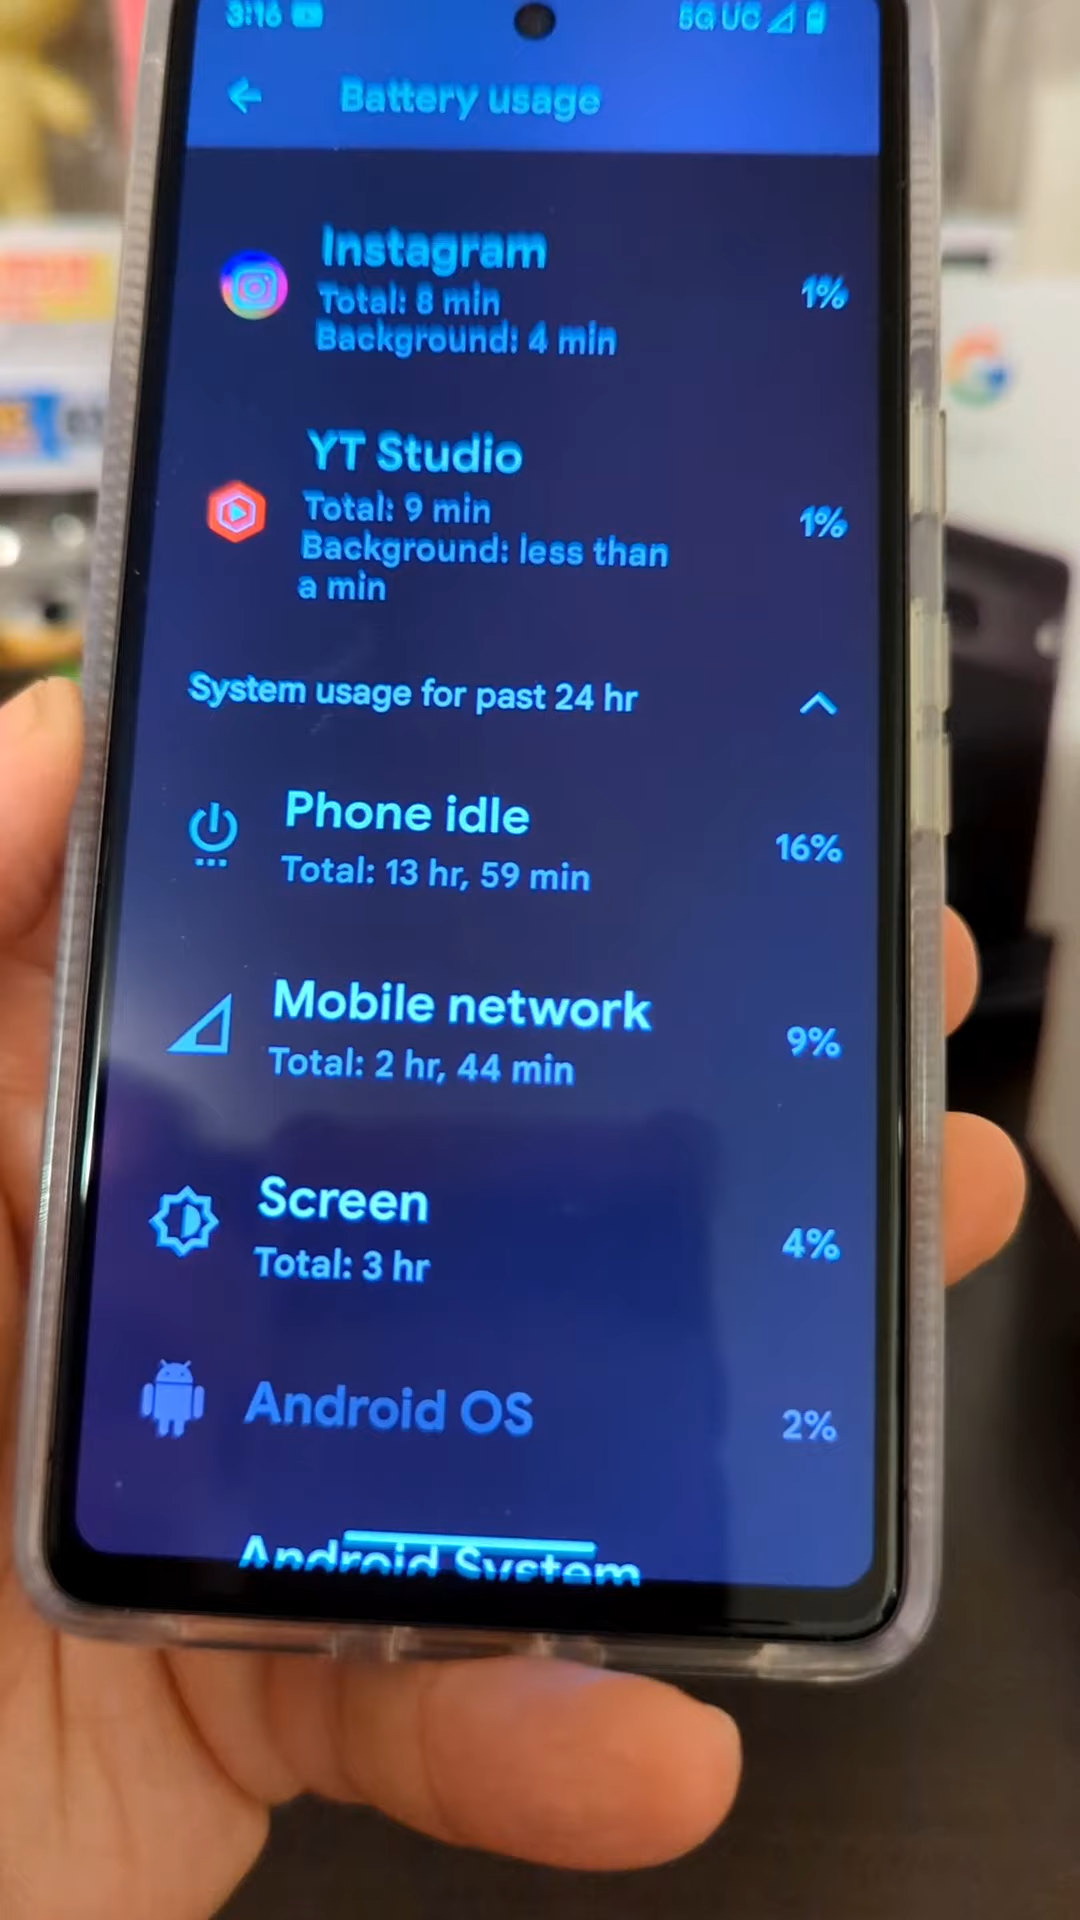 3:16
5G UC
Battery usage
Instagram
Total: 8 min
Background: 4 min
1%
YT Studio
Total: 9 min
Background: less than
a min
1%
System usage for past 24 hr
Phone idle
Total: 13 hr, 59 min
16%
Mobile network
Total: 2 hr, 44 min
9%
Screen
Total: 3 hr
4%
Android OS
2%
Android System